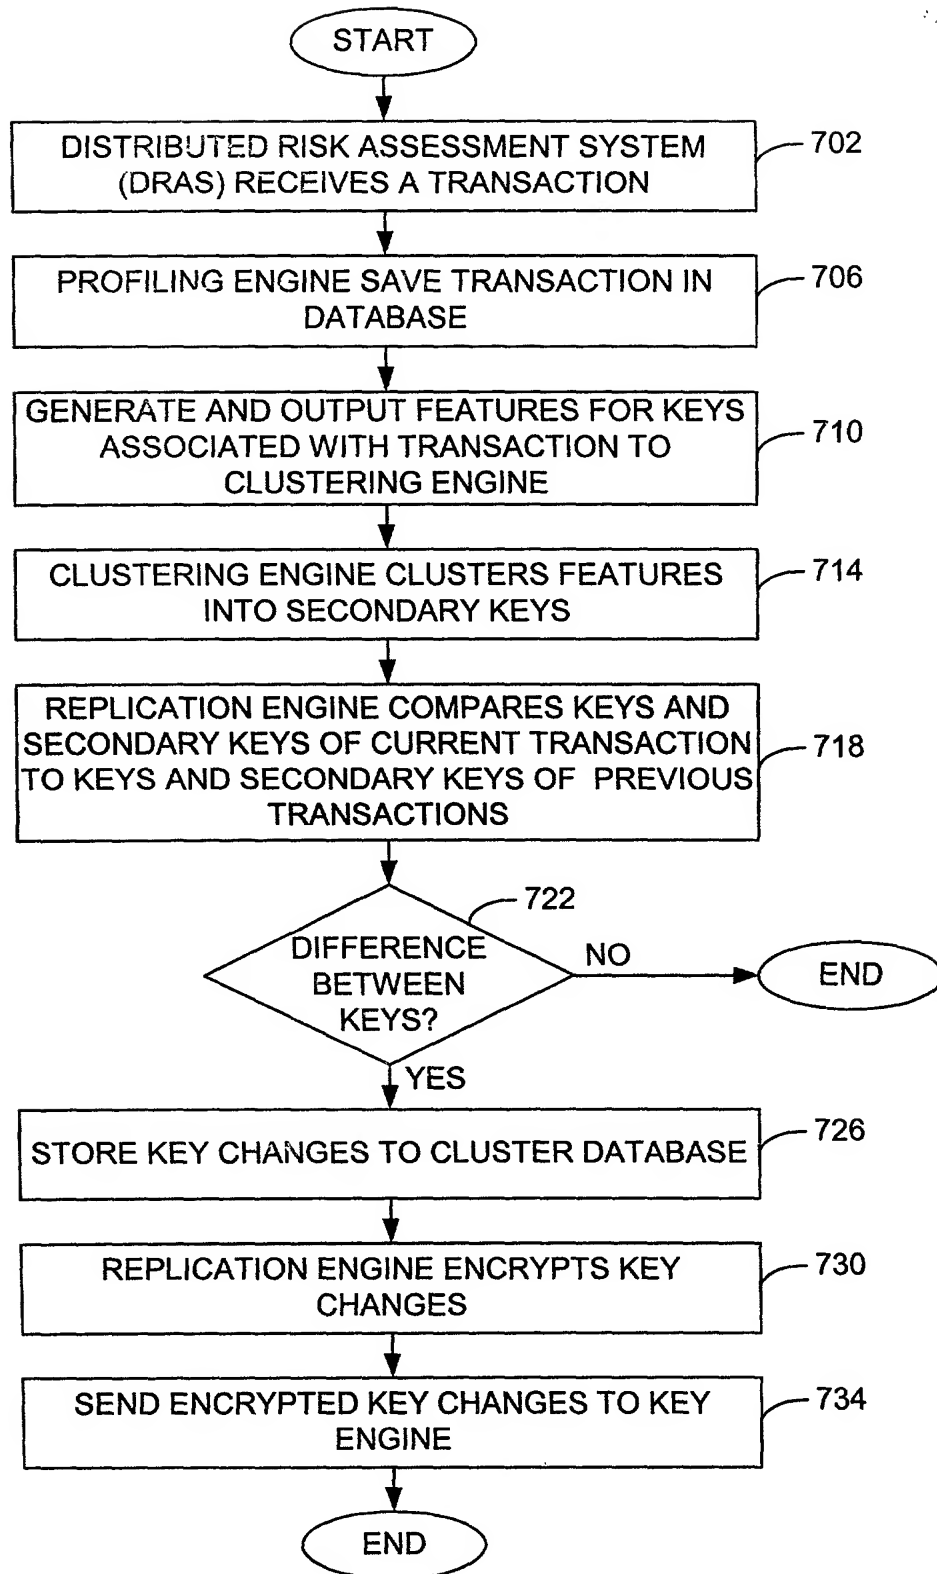 START
DISTRIBUTED RISK ASSESSMENT SYSTEM
(DRAS) RECEIVES A TRANSACTION
702
PROFILING ENGINE SAVE TRANSACTION IN
DATABASE
706
GENERATE AND OUTPUT FEATURES FOR KEYS
ASSOCIATED WITH TRANSACTION TO
CLUSTERING ENGINE
710
CLUSTERING ENGINE CLUSTERS FEATURES
INTO SECONDARY KEYS
714
REPLICATION ENGINE COMPARES KEYS AND
SECONDARY KEYS OF CURRENT TRANSACTION
TO KEYS AND SECONDARY KEYS OF PREVIOUS
TRANSACTIONS
718
722
DIFFERENCE
BETWEEN
KEYS?
NO
END
YES
STORE KEY CHANGES TO CLUSTER DATABASE
726
REPLICATION ENGINE ENCRYPTS KEY
CHANGES
730
SEND ENCRYPTED KEY CHANGES TO KEY
ENGINE
734
END